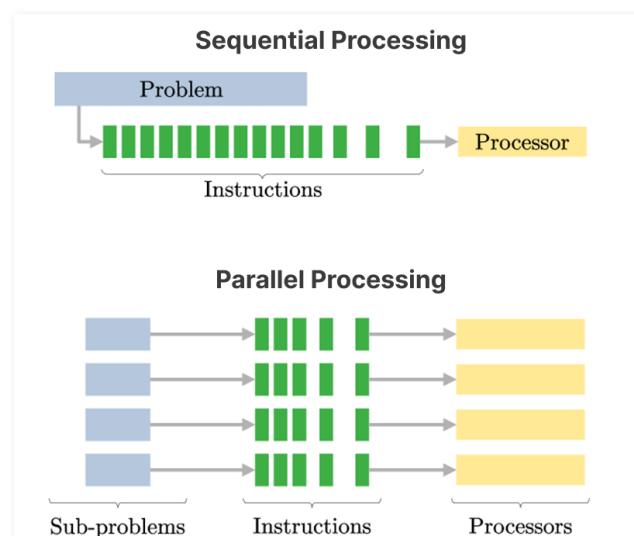 Sequential Processing
Problem
Processor
Instructions
Parallel Processing
Sub-problems Instructions Processors